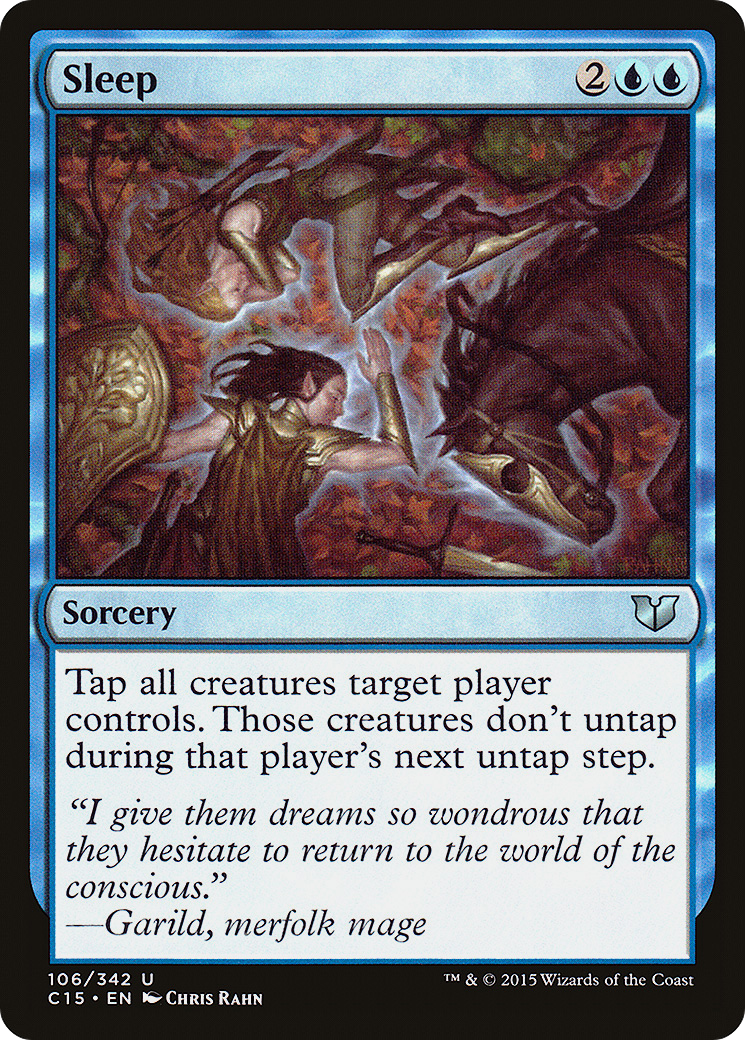 Sleep
2
Sorcery
Tap all creatures target player
controls. Those creatures don't untap
during that player's next untap step.
"I give them dreams so wondrous that
they hesitate to return to the world of the
conscious."
—Garild, merfolk mage
106/342 U
™ & © 2015 Wizards of the Coast
C15 • EN Chris Rahn